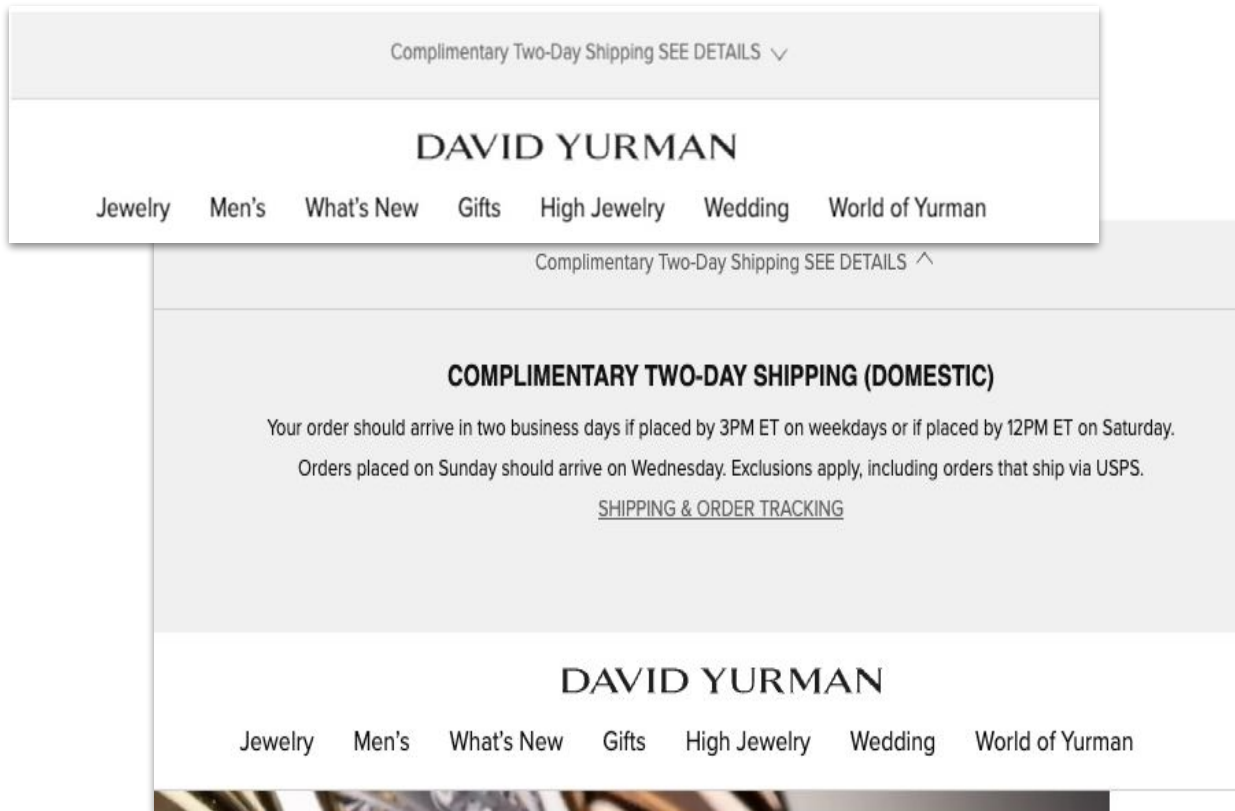 Complimentary Two-Day Shipping SEE DETAILS
DAVID YURMAN
Jewelry Men's What's New Gifts High Jewelry Wedding World of Yurman
Complimentary Two-Day Shipping SEE DETAILS
COMPLIMENTARY TWO-DAY SHIPPING (DOMESTIC)
Your order should arrive in two business days if placed by 3PM ET on weekdays or if placed by 12PM ET on Saturday.
Orders placed on Sunday should arrive on Wednesday. Exclusions apply, including orders that ship via USPS.
SHIPPING & ORDER TRACKING
DAVID YURMAN
Jewelry Men's What's New Gifts High Jewelry Wedding World of Yurman